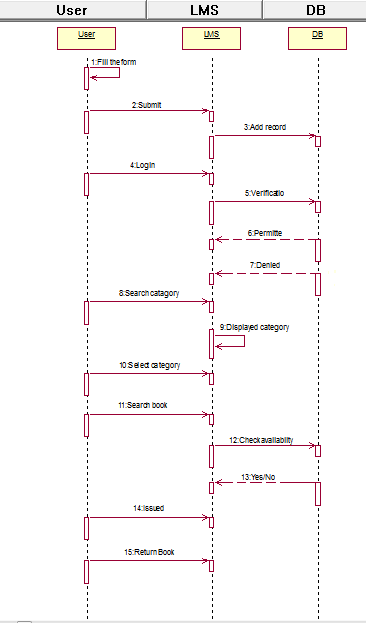 User LMS DB
User LMS DB
1:Fill the form
2:Submit
3:Add record
4:Login
5:Verificatio
6:Permitte
7:Denied
8:Search catagory
9:Displayed category
10:Select category
11:Search book
12:Check availablity
13:Yes/No
14:Issued
15:Return Book